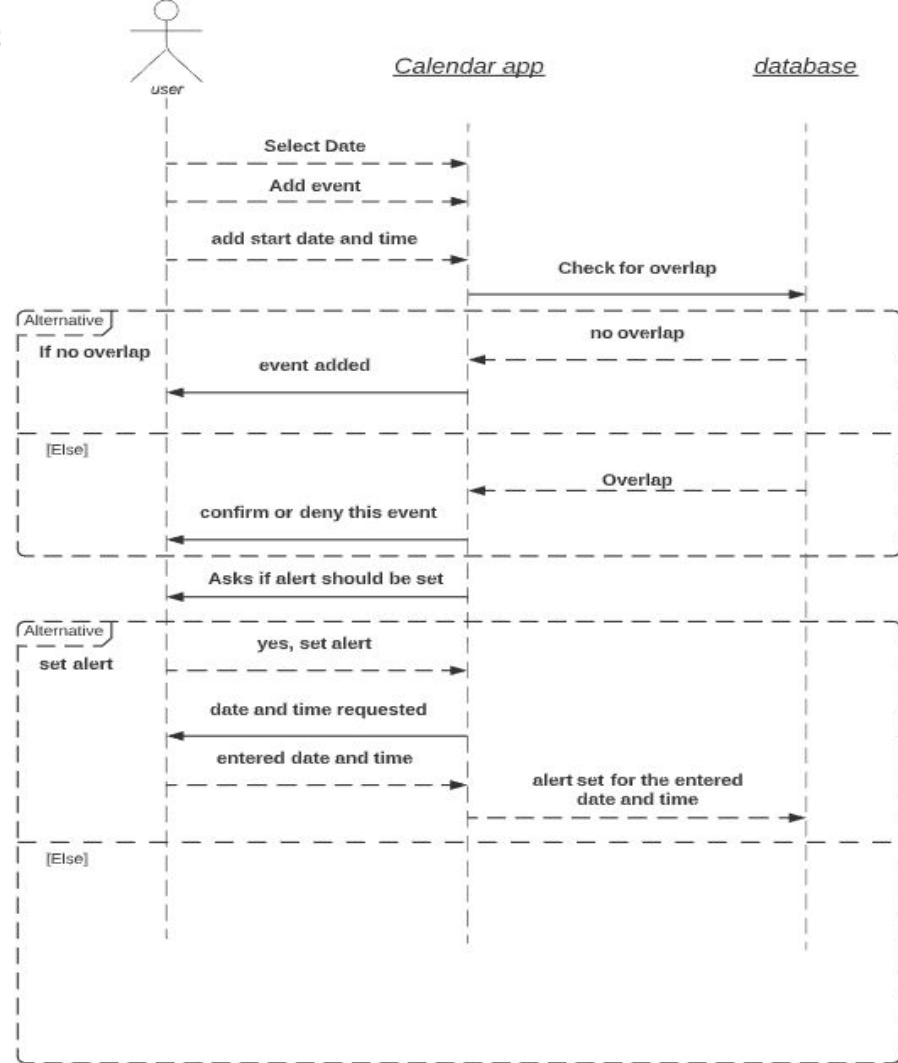 user
Calendar app
database
Select Date
Add event
add start date and time
Check for overlap
Alternative
If no overlap
no overlap
event added
[Else]
Overlap
confirm or deny this event
Asks if alert should be set
Alternative
set alert
yes, set alert
date and time requested
entered date and time
alert set for the entered
date and time
[Else]